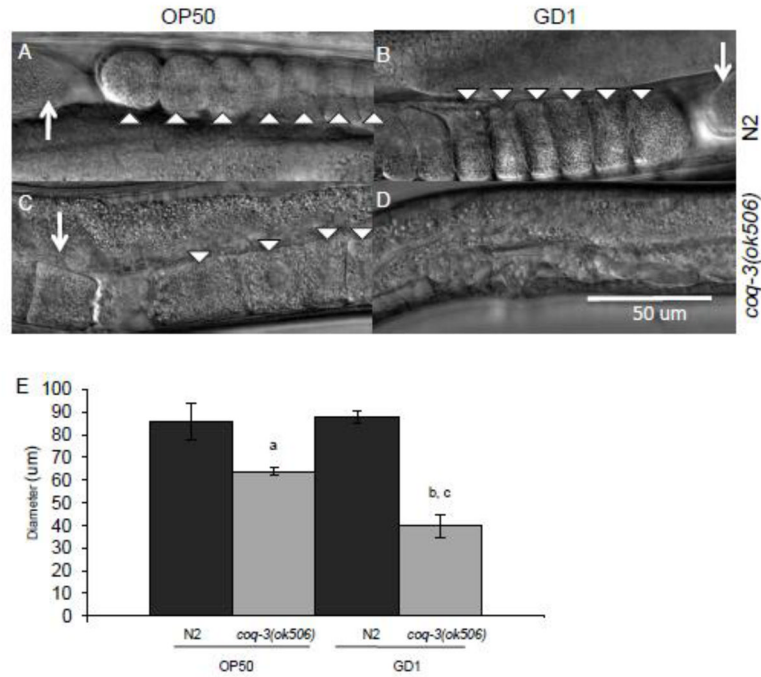 OP50 GD1
A
B
N2
C
D
coq-3(ok506)
50 um
E
Diameter (um)
100
90
80
70
60
50
40
30
20
10
0
a
b, c
N2 coq-3(ok506) N2 coq-3(ok506)
OP50 GD1